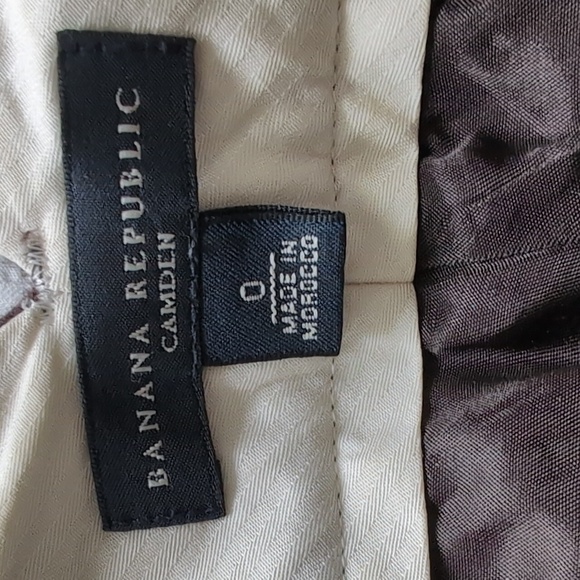 BANANA REPUBLIC
CAMDEN
0
MADE IN
MOROCCO